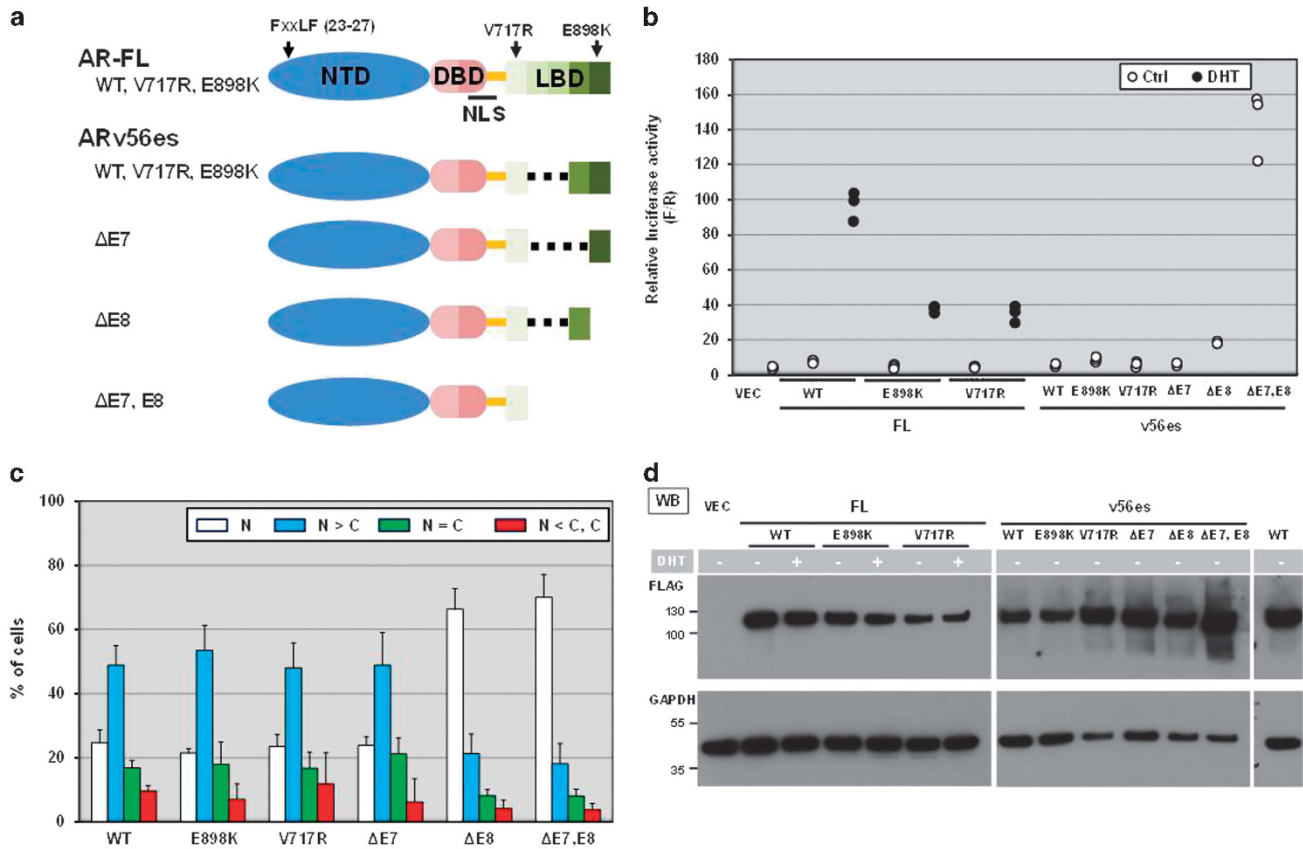 a
FxxLF (23-27)
V717R
E898K
AR-FL
WT, V717R, E898K
NTD
DBD
LBD
NLS
ARv56es
WT, V717R, E898K
ΔE7
ΔE8
ΔE7, E8
b
Ctrl DHT
Relative luciferase activity
(F/R)
180
160
140
120
100
80
60
40
20
0
VEC WT E898K V717R WT E898K V717R ΔE7 ΔE8 ΔE7,E8
FL v56es
c
N N > C N = C N < C, C
% of cells
100
80
60
40
20
0
WT E898K V717R ΔE7 ΔE8 ΔE7,E8
d
WB VEC FL v56es
WT E898K V717R WT E898K V717R ΔE7 ΔE8 ΔE7, E8 WT
DHT - - + - + - + - - - - - - -
FLAG
130
100
GAPDH
55
35